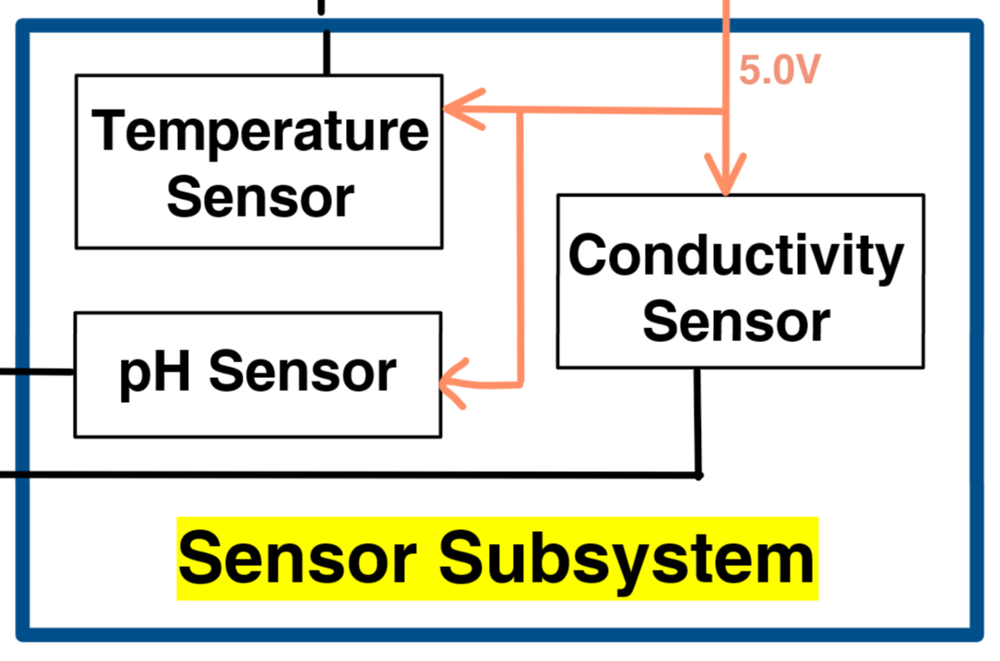 5.0V
Temperature
Sensor
Conductivity
Sensor
pH Sensor
Sensor Subsystem